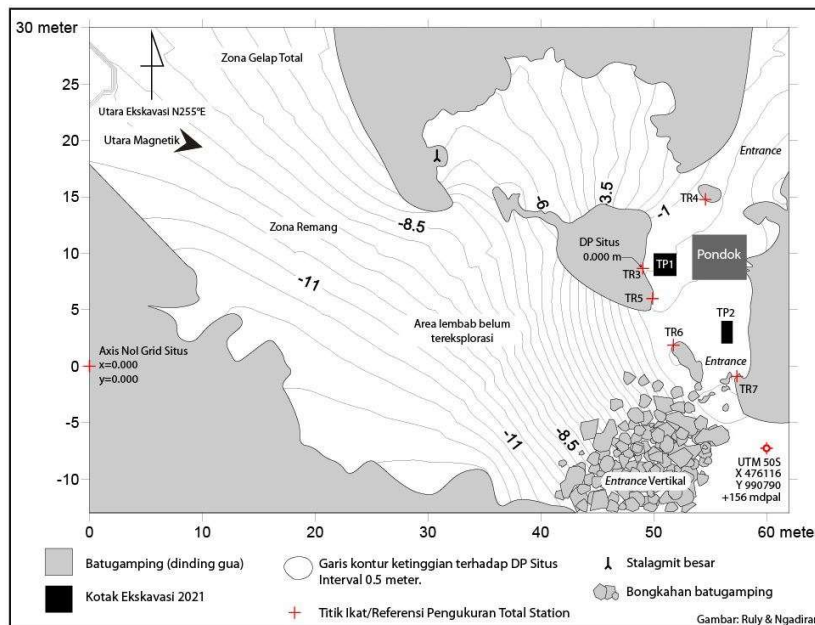 30 meter
25
20
15
10
5
0
-5
-10
0
10
20
30
40
50
60 meter
Zona Gelap Total
Utara Ekskavasi N255°E
Utara Magnetik
Entrance
TR4
-1
3.5
-6
-8.5
Zona Remang
-11
DP Situs
0.000 m
TR3
TP1
Pondok
TR5
TP2
TR6
Area lembab belum
tereksplorasi
Axis Nol Grid Situs
x=0.000
y=0.000
Entrance
TR7
-11
-8.5
Entrance Vertikal
UTM 50S
X 476116
Y 990790
+156 mdpal
Batugamping (dinding gua)
Kotak Ekskavasi 2021
Garis kontur ketinggian terhadap DP Situs
Interval 0.5 meter.
Titik Ikat/Referensi Pengukuran Total Station
Stalagmit besar
Bongkahan batugamping
Gambar: Ruly & Ngadiran